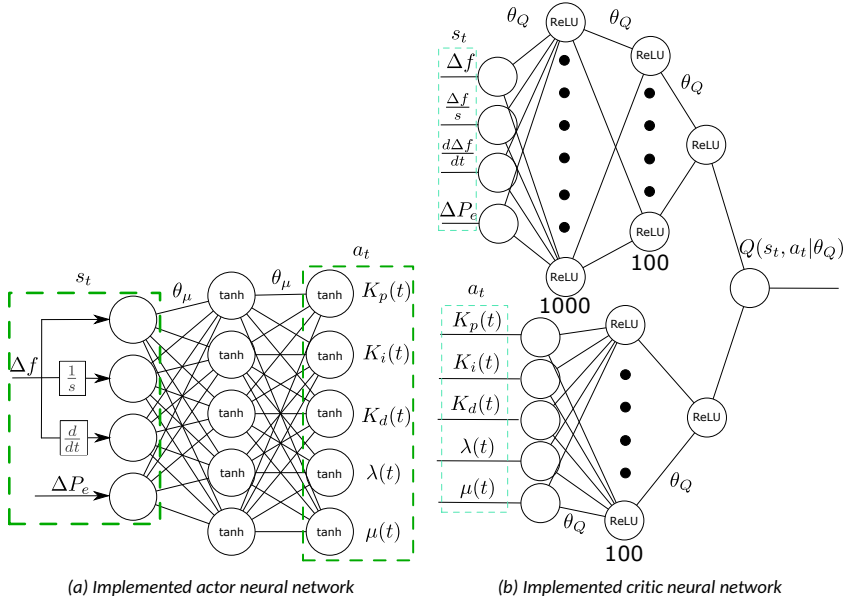 s_t
θ_μ
θ_μ
a_t
Δf
1/s
d/dt
ΔP_e
tanh
tanh
tanh
tanh
tanh
tanh
tanh
tanh
tanh
tanh
K_p(t)
K_i(t)
K_d(t)
λ(t)
μ(t)
(a) Implemented actor neural network
s_t
θ_Q
θ_Q
θ_Q
Δf
Δf/s
dΔf/dt
ΔP_e
ReLU
ReLU
ReLU
ReLU
ReLU
1000
100
Q(s_t, a_t|θ_Q)
a_t
K_p(t)
K_i(t)
K_d(t)
λ(t)
μ(t)
θ_Q
θ_Q
ReLU
ReLU
ReLU
100
(b) Implemented critic neural network